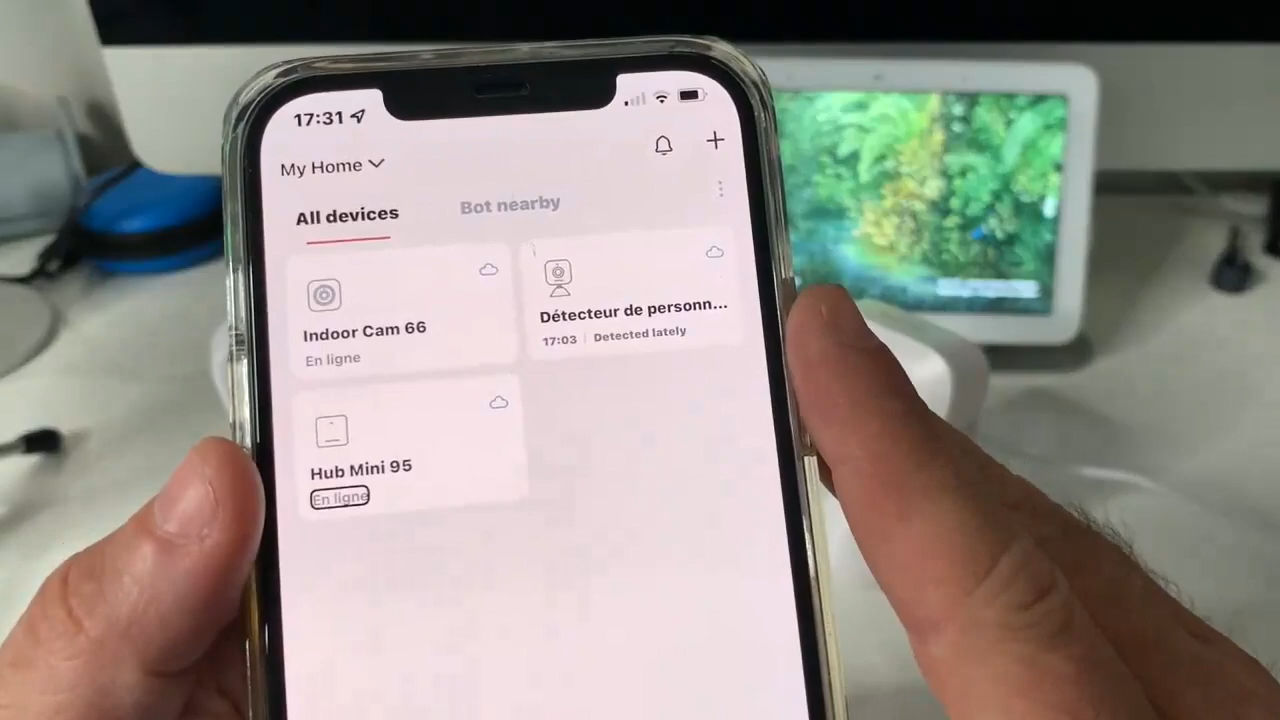 17:31
My Home
All devices
Bot nearby
Indoor Cam 66
En ligne
Détecteur de personn...
17:03 | Detected lately
Hub Mini 95
En ligne